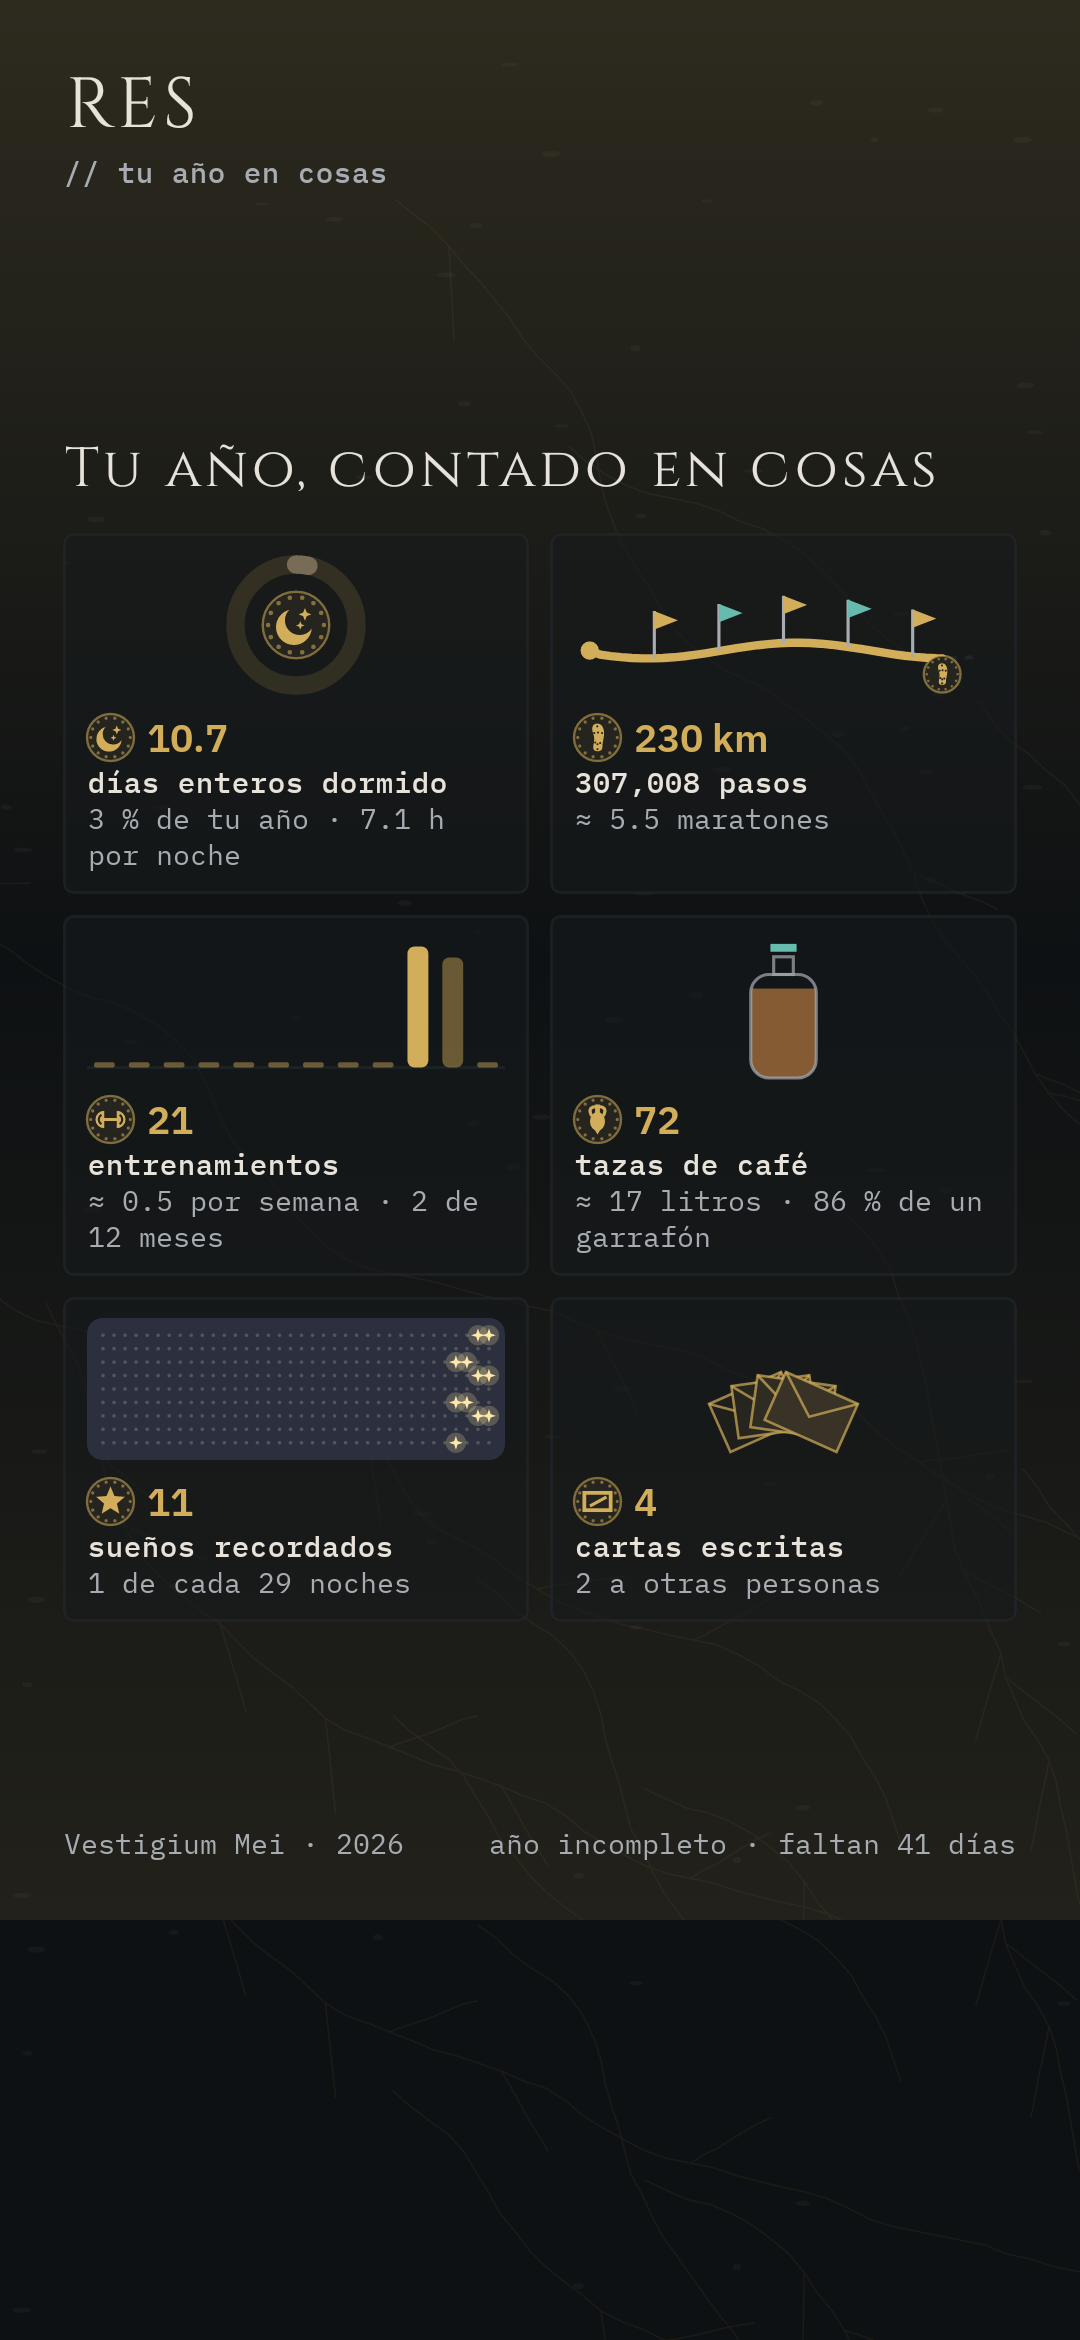 RES
// tu año en cosas
Tu año, contado en cosas
10.7
días enteros dormido
3 % de tu año · 7.1 h
por noche
230 km
307,008 pasos
≈ 5.5 maratones
21
entrenamientos
≈ 0.5 por semana · 2 de
12 meses
72
tazas de café
≈ 17 litros · 86 % de un
garrafón
11
sueños recordados
1 de cada 29 noches
4
cartas escritas
2 a otras personas
Vestigium Mei · 2026
año incompleto · faltan 41 días